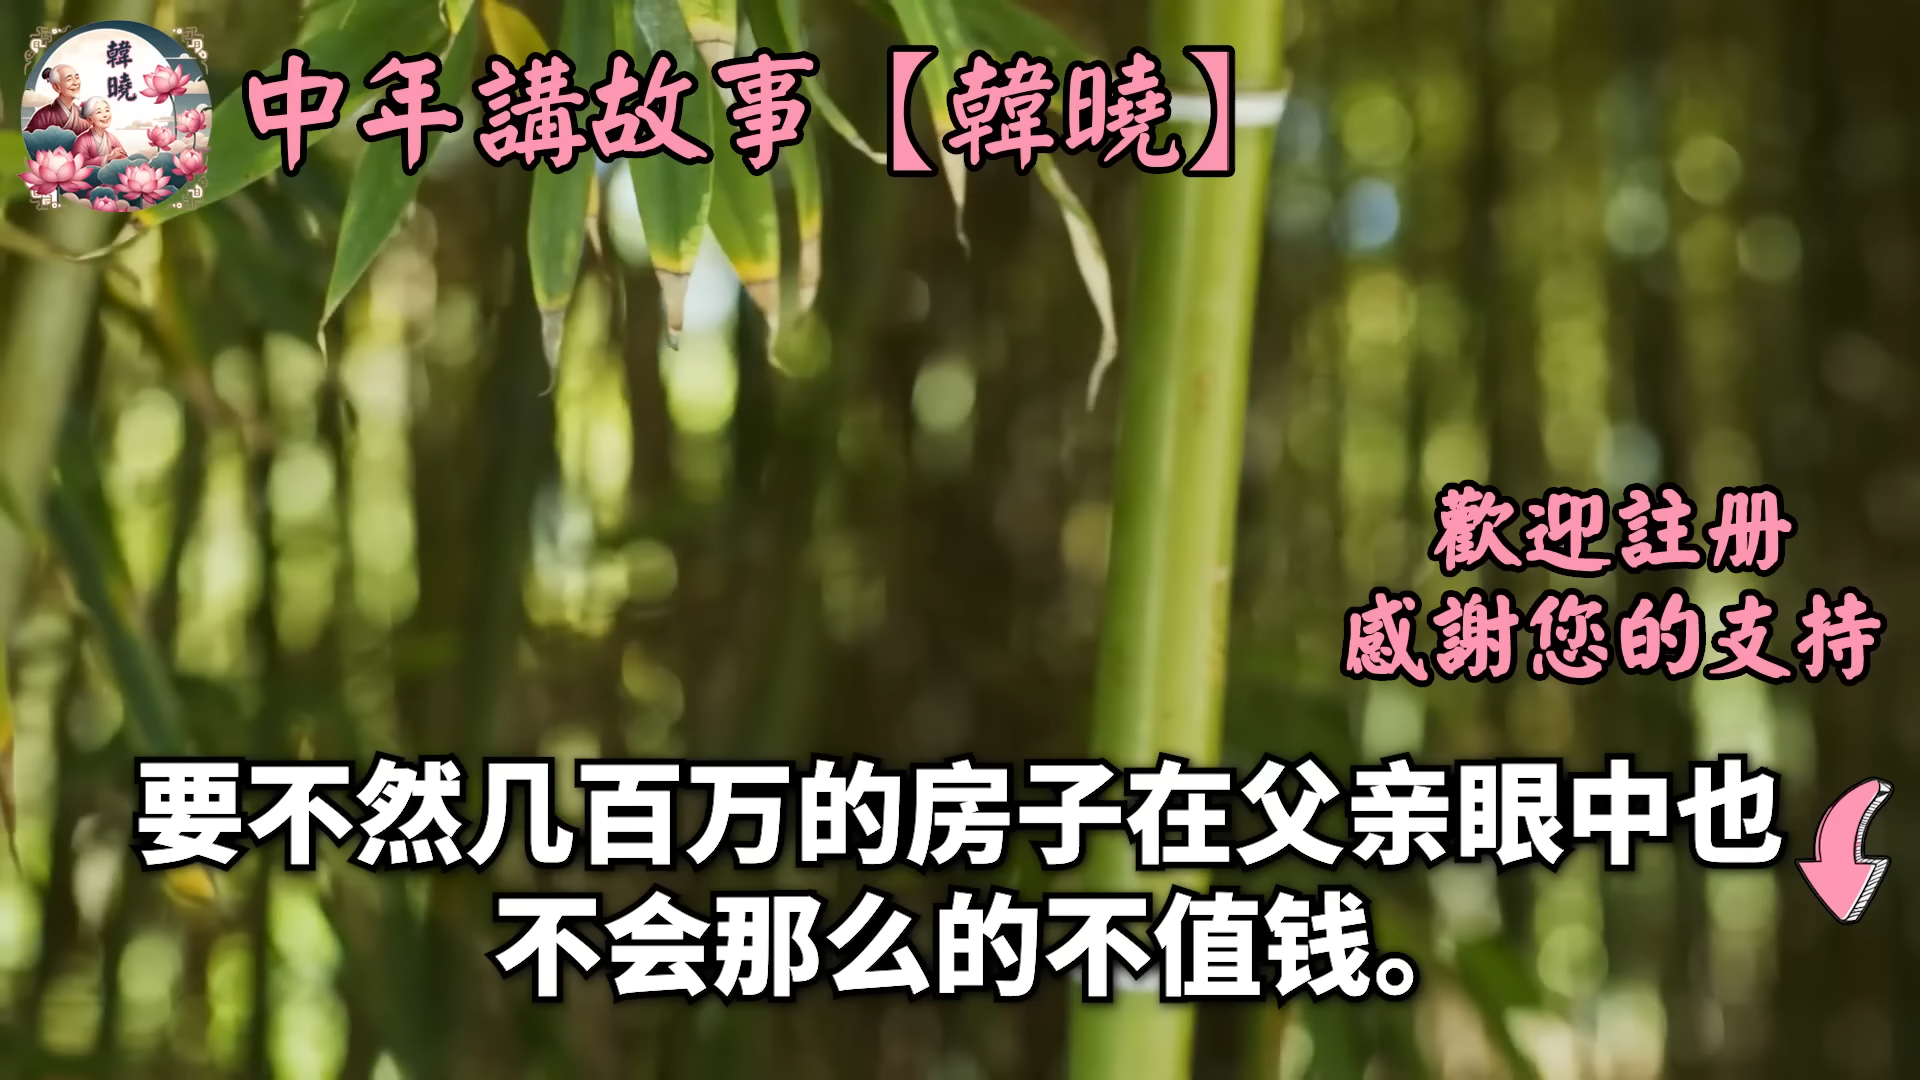 韓曉
中年講故事【韓曉】
歡迎註册
感謝您的支持
要不然几百万的房子在父亲眼中也
不会那么的不值钱。